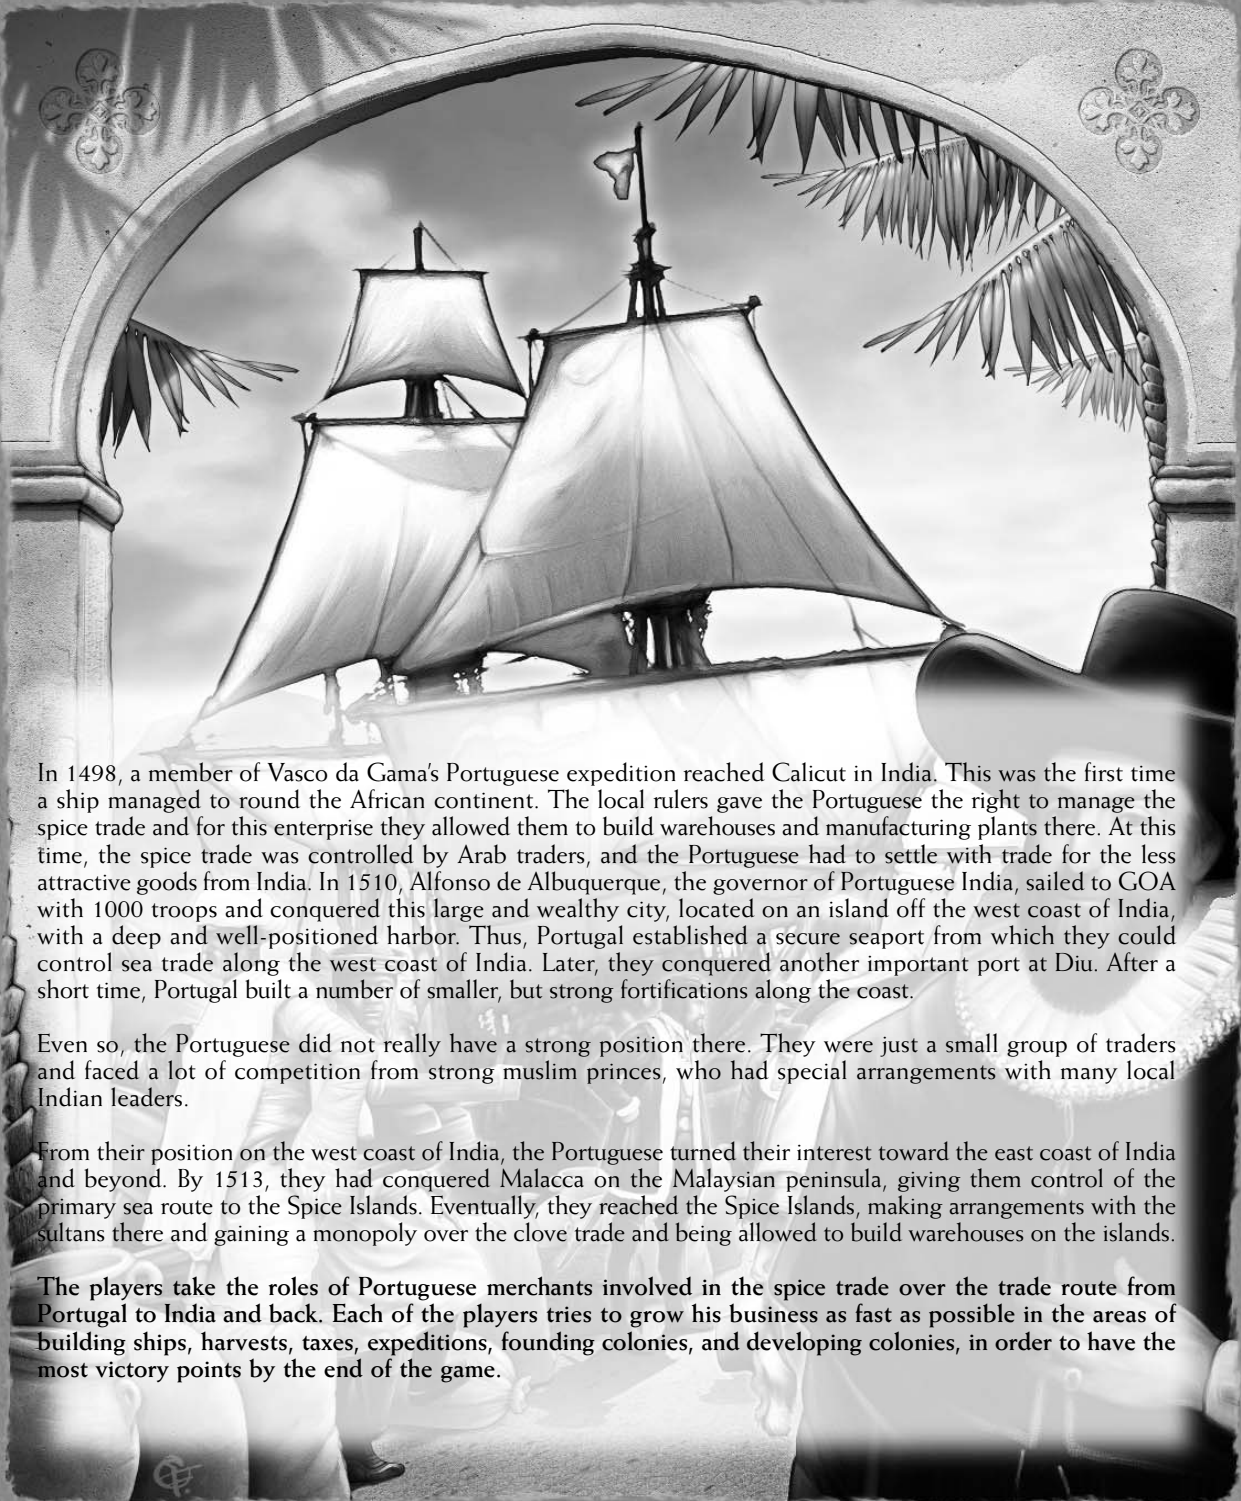 In 1498, a member of Vasco da Gama's Portuguese expedition reached Calicut in India. This was the first time
a ship managed to round the African continent. The local rulers gave the Portuguese the right to manage the
spice trade and for this enterprise they allowed them to build warehouses and manufacturing plants there. At this
time, the spice trade was controlled by Arab traders, and the Portuguese had to settle with trade for the less
attractive goods from India. In 1510, Alfonso de Albuquerque, the governor of Portuguese India, sailed to GOA
with 1000 troops and conquered this large and wealthy city, located on an island off the west coast of India,
with a deep and well-positioned harbor. Thus, Portugal established a secure seaport from which they could
control sea trade along the west coast of India. Later, they conquered another important port at Diu. After a
short time, Portugal built a number of smaller, but strong fortifications along the coast.
Even so, the Portuguese did not really have a strong position there. They were just a small group of traders
and faced a lot of competition from strong muslim princes, who had special arrangements with many local
Indian leaders.
From their position on the west coast of India, the Portuguese turned their interest toward the east coast of India
and beyond. By 1513, they had conquered Malacca on the Malaysian peninsula, giving them control of the
primary sea route to the Spice Islands. Eventually, they reached the Spice Islands, making arrangements with the
sultans there and gaining a monopoly over the clove trade and being allowed to build warehouses on the islands.
The players take the roles of Portuguese merchants involved in the spice trade over the trade route from
Portugal to India and back. Each of the players tries to grow his business as fast as possible in the areas of
building ships, harvests, taxes, expeditions, founding colonies, and developing colonies, in order to have the
most victory points by the end of the game.